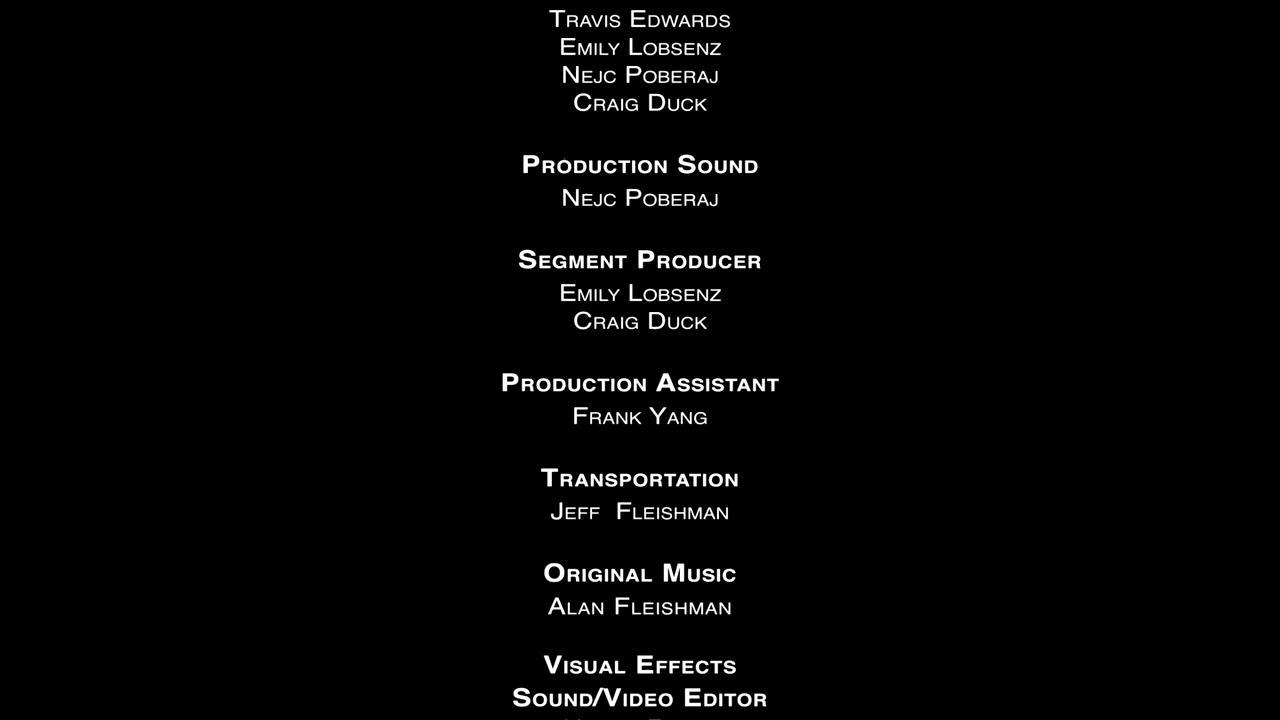 Travis Edwards
Emily Lobsenz
Nejc Poberaj
Craig Duck
Production Sound
Nejc Poberaj
Segment Producer
Emily Lobsenz
Craig Duck
Production Assistant
Frank Yang
Transportation
Jeff Fleishman
Original Music
Alan Fleishman
Visual Effects
Sound/Video Editor